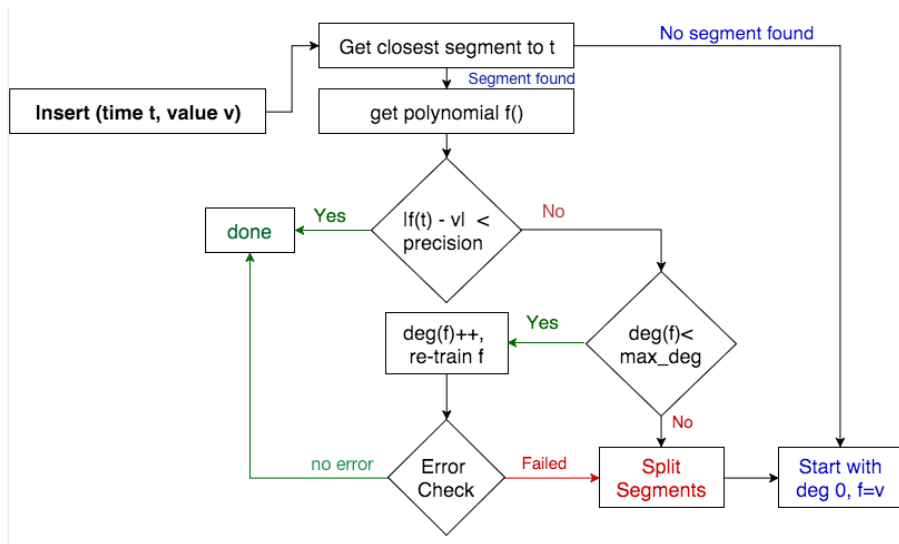 Get closest segment to t
No segment found
Segment found
Insert (time t, value v)
get polynomial f()
Yes
|f(t) - v| <
precision
No
done
deg(f)++,
re-train f
Yes
deg(f)<
max_deg
No
no error
Error
Check
Failed
Split
Segments
Start with
deg 0, f=v